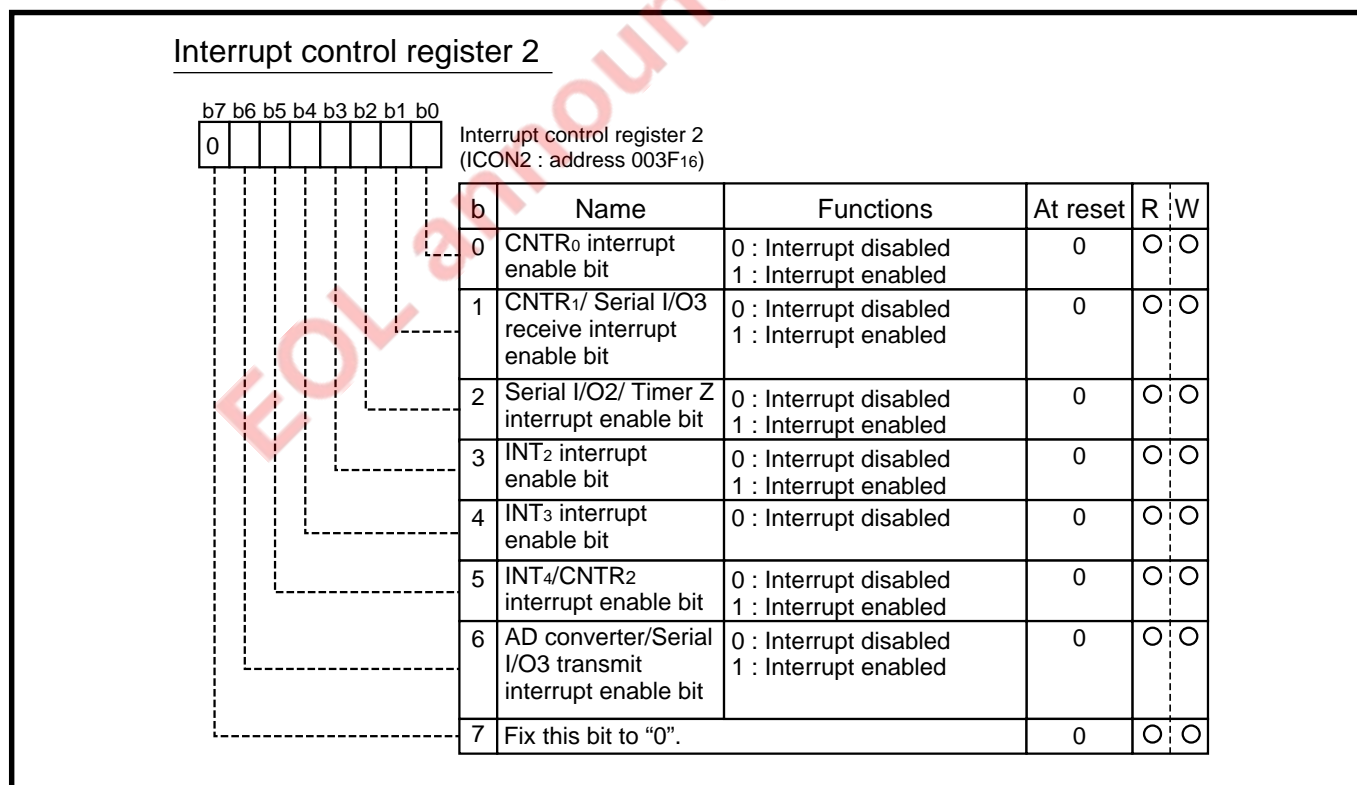 Interrupt control register 2
b7 b6 b5 b4 b3 b2 b1 b0
0
Interrupt control register 2
(ICON2 : address 003F16)
b Name Functions At reset R W
0 CNTR0 interrupt enable bit 0 : Interrupt disabled 0 ○ ○
1 : Interrupt enabled
1 CNTR1/ Serial I/O3 0 : Interrupt disabled 0 ○ ○
receive interrupt 1 : Interrupt enabled
enable bit
2 Serial I/O2/ Timer Z 0 : Interrupt disabled 0 ○ ○
interrupt enable bit 1 : Interrupt enabled
3 INT2 interrupt 0 : Interrupt disabled 0 ○ ○
enable bit 1 : Interrupt enabled
4 INT3 interrupt 0 : Interrupt disabled 0 ○ ○
enable bit
5 INT4/CNTR2 0 : Interrupt disabled 0 ○ ○
interrupt enable bit 1 : Interrupt enabled
6 AD converter/Serial 0 : Interrupt disabled 0 ○ ○
I/O3 transmit 1 : Interrupt enabled
interrupt enable bit
7 Fix this bit to “0”. 0 ○ ○
EOL announ